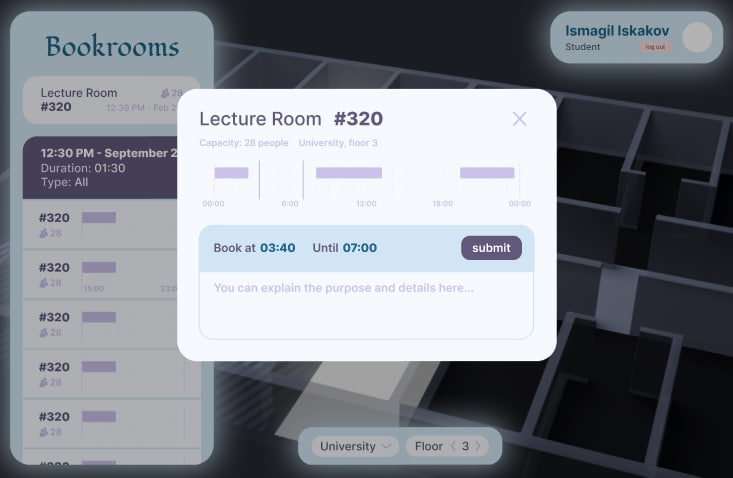 Bookrooms
Ismagil Iskakov
Student
log out
Lecture Room
28
#320
12:39 PM - Feb 2
12:30 PM - September 2
Duration: 01:30
Type: All
#320
28
#320
28
15:00
23:0
#320
28
#320
28
#320
28
#320
Lecture Room #320
Capacity: 28 people University, floor 3
00:00 6:00 12:00 18:00 00:00
Book at 03:40 Until 07:00 submit
You can explain the purpose and details here...
University
Floor 3